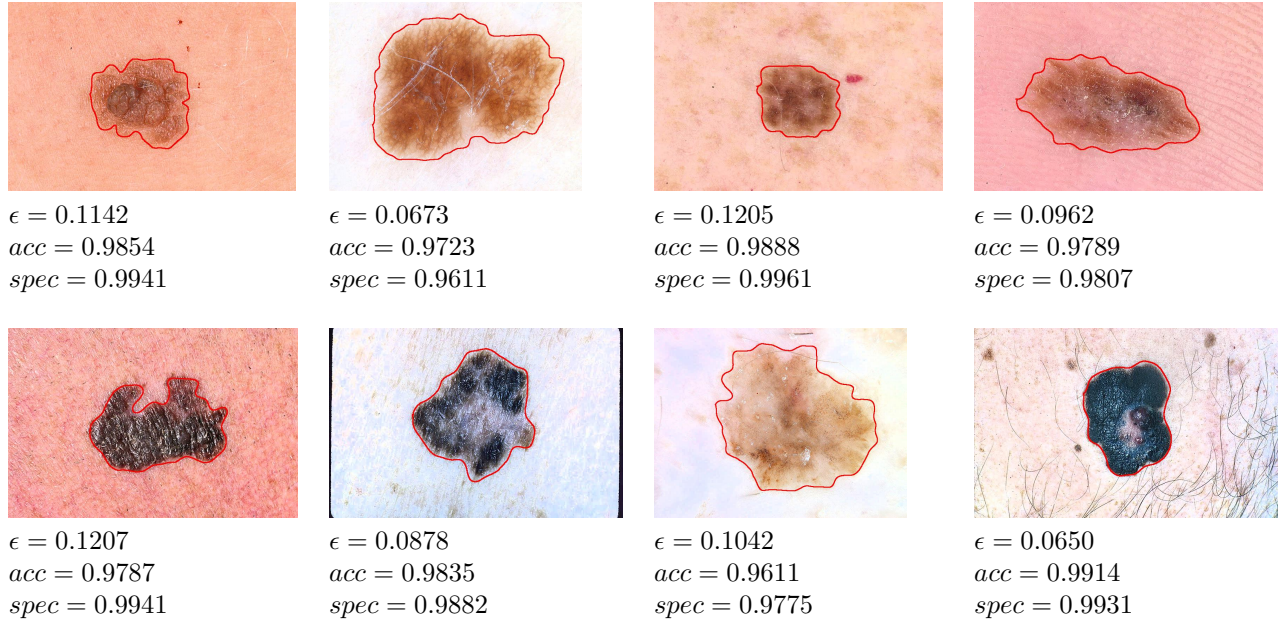 ϵ = 0.1142
acc = 0.9854
spec = 0.9941
ϵ = 0.0673
acc = 0.9723
spec = 0.9611
ϵ = 0.1205
acc = 0.9888
spec = 0.9961
ϵ = 0.0962
acc = 0.9789
spec = 0.9807
ϵ = 0.1207
acc = 0.9787
spec = 0.9941
ϵ = 0.0878
acc = 0.9835
spec = 0.9882
ϵ = 0.1042
acc = 0.9611
spec = 0.9775
ϵ = 0.0650
acc = 0.9914
spec = 0.9931